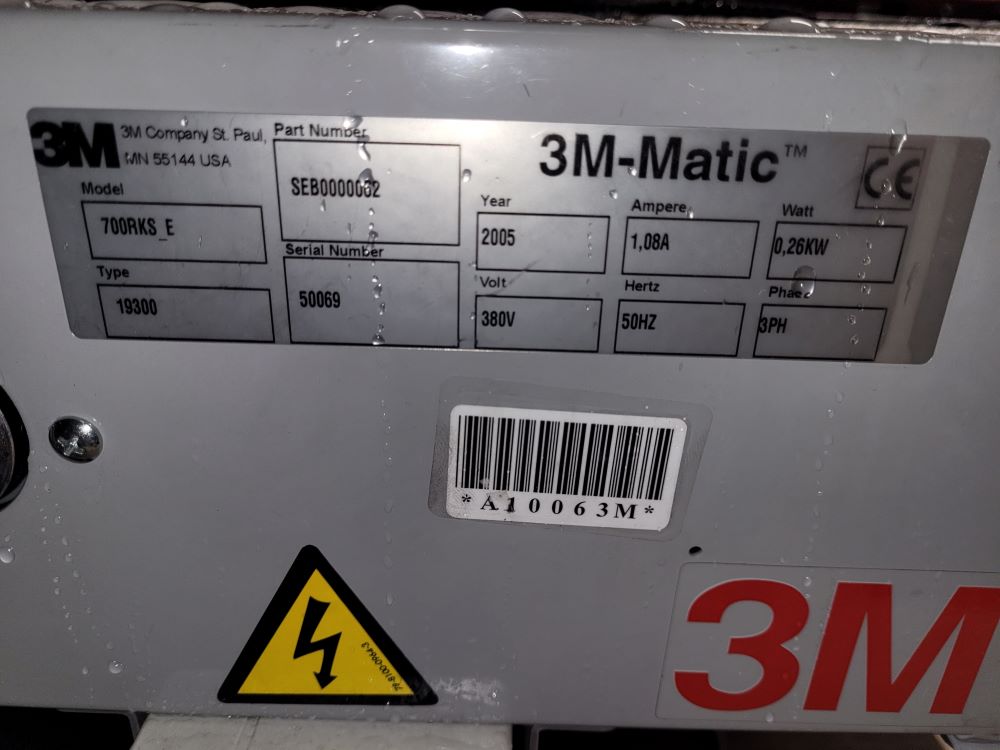 3M
3M Company St. Paul,
MN 55144 USA
Part Number
SEB0000062
Model
700RKS_E
Type
19300
Serial Number
50069
3M-Matic™
CE
Year
2005
Ampere
1,08A
Watt
0,26KW
Volt
380V
Hertz
50HZ
Phase
3PH
*A10063M*
3M